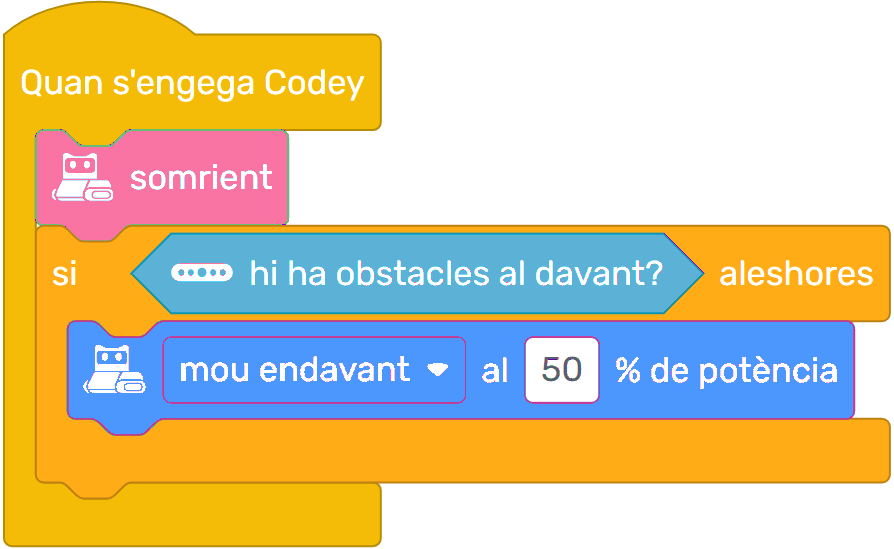 Quan s'engega Codey
somrient
si hi ha obstacles al davant? aleshores
mou endavant al 50 % de potència